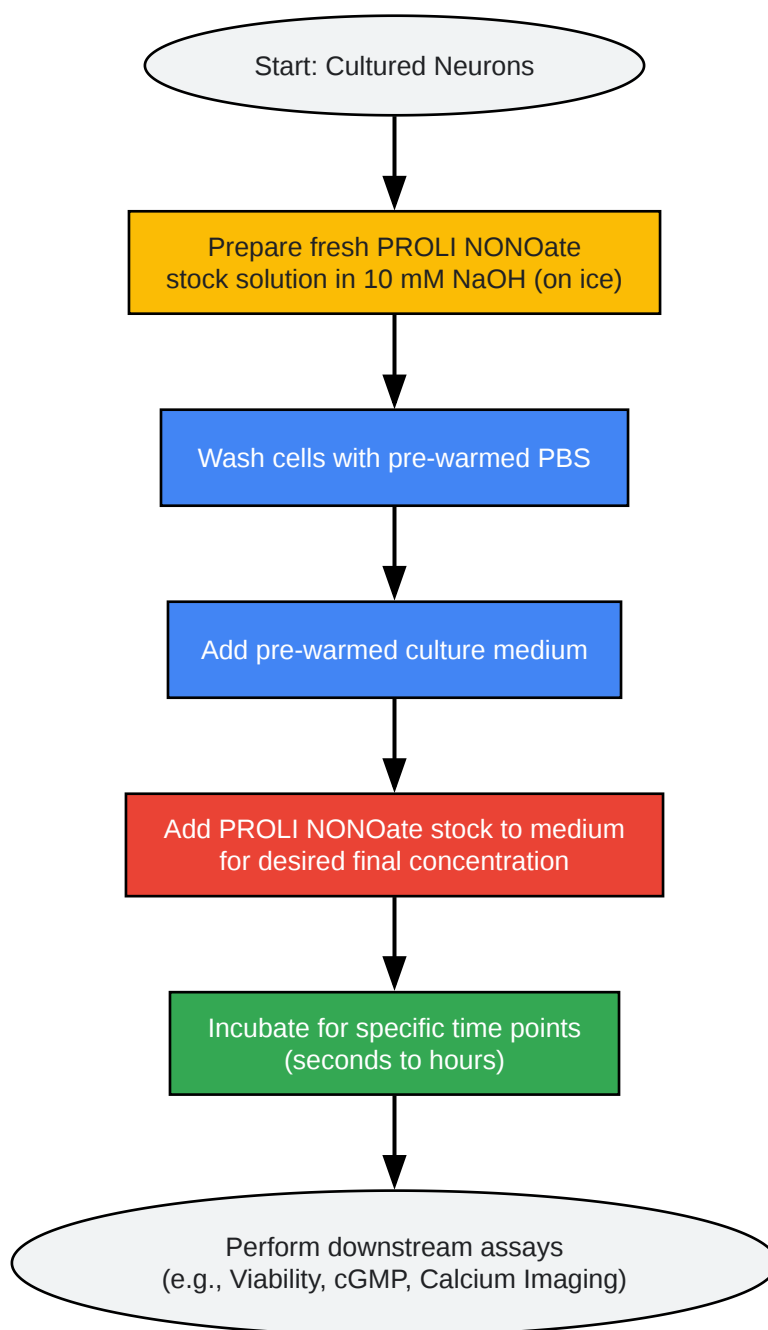 Start: Cultured Neurons
Prepare fresh PROLI NONOate
stock solution in 10 mM NaOH (on ice)
Wash cells with pre-warmed PBS
Add pre-warmed culture medium
Add PROLI NONOate stock to medium
for desired final concentration
Incubate for specific time points
(seconds to hours)
Perform downstream assays
(e.g., Viability, cGMP, Calcium Imaging)